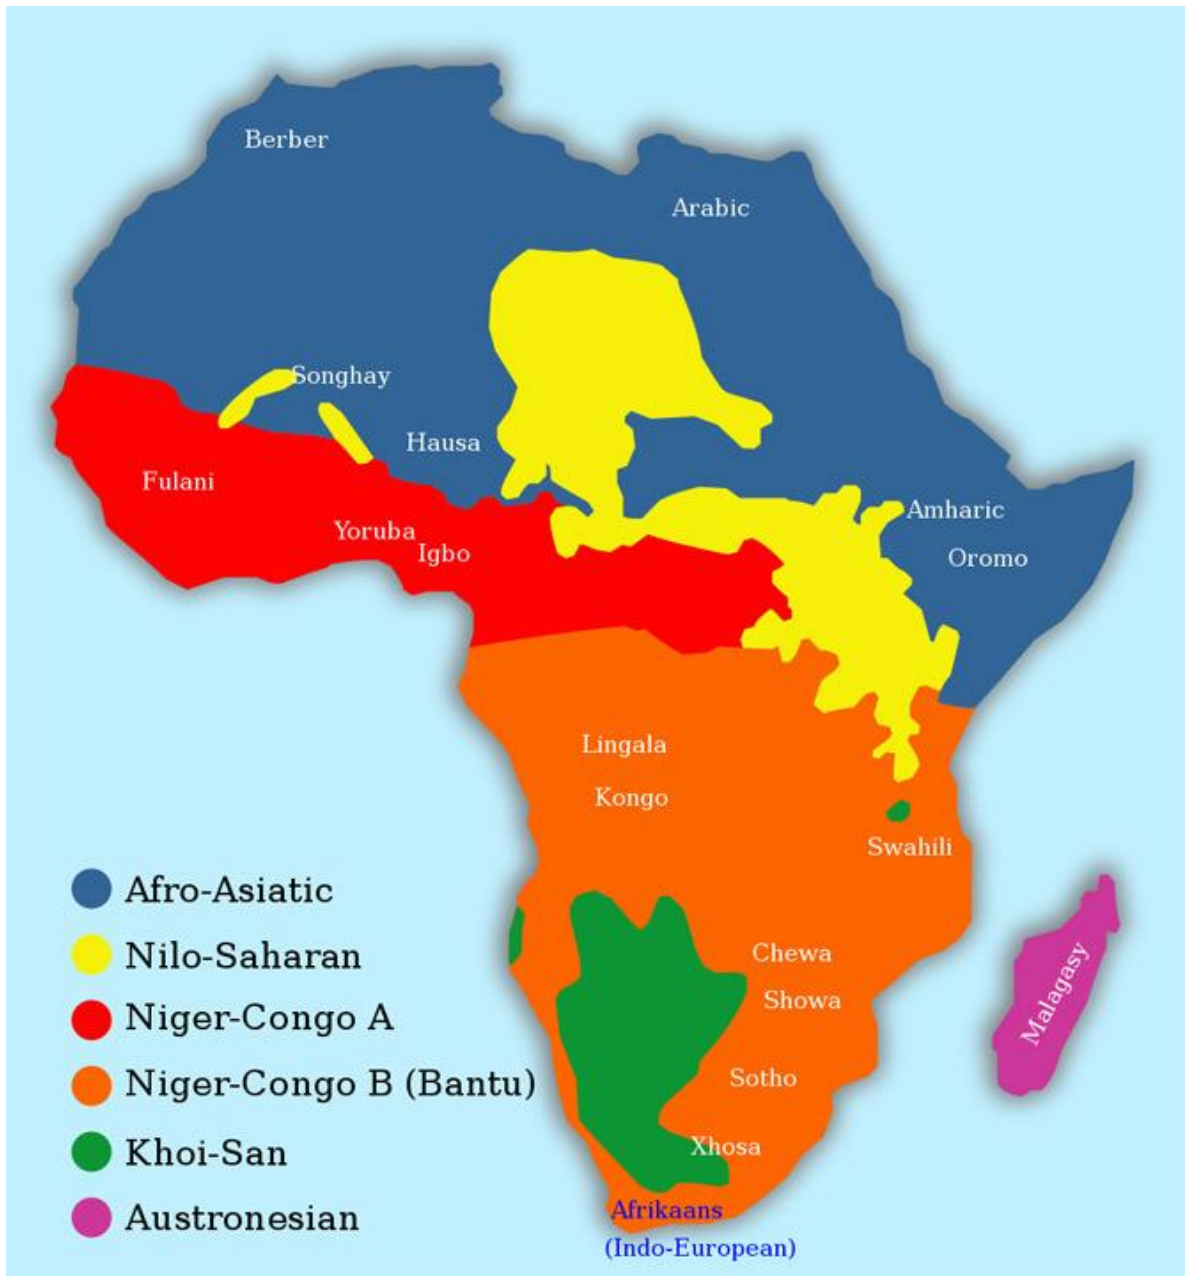 Berber
Arabic
Songhay
Hausa
Fulani
Amharic
Yoruba
Igbo
Oromo
Lingala
Kongo
Swahili
Chewa
Showa
Malagasy
Sotho
Xhosa
Afrikaans
(Indo-European)
Afro-Asiatic
Nilo-Saharan
Niger-Congo A
Niger-Congo B (Bantu)
Khoi-San
Austronesian